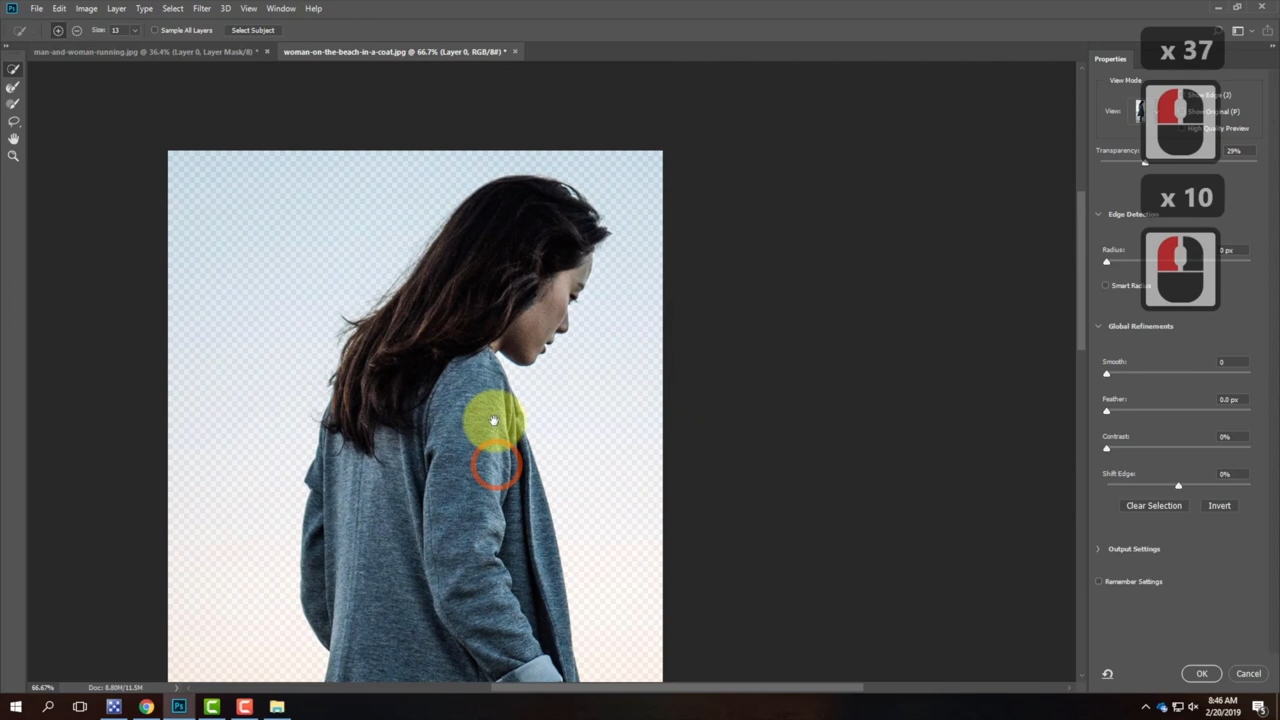 Ps File Edit Image Layer Type Select Filter 3D View Window Help
Size: 13 Sample All Layers Select Subject
man-and-woman-running.jpg @ 36.4% (Layer 0, Layer Mask/8) * × woman-on-the-beach-in-a-coat.jpg @ 66.7% (Layer 0, RGB/8#) * ×
x 37
Properties
View Mode
Show Edge (J)
View:
Show Original (P)
High Quality Preview
Transparency: 29%
x 10
Edge Detection
Radius: 0 px
Smart Radius
Global Refinements
Smooth: 0
Feather: 0.0 px
Contrast: 0%
Shift Edge: 0%
Clear Selection Invert
Output Settings
Remember Settings
OK Cancel
66.67% Doc: 8.80M/11.5M
Ps
8:46 AM
2/20/2019
5